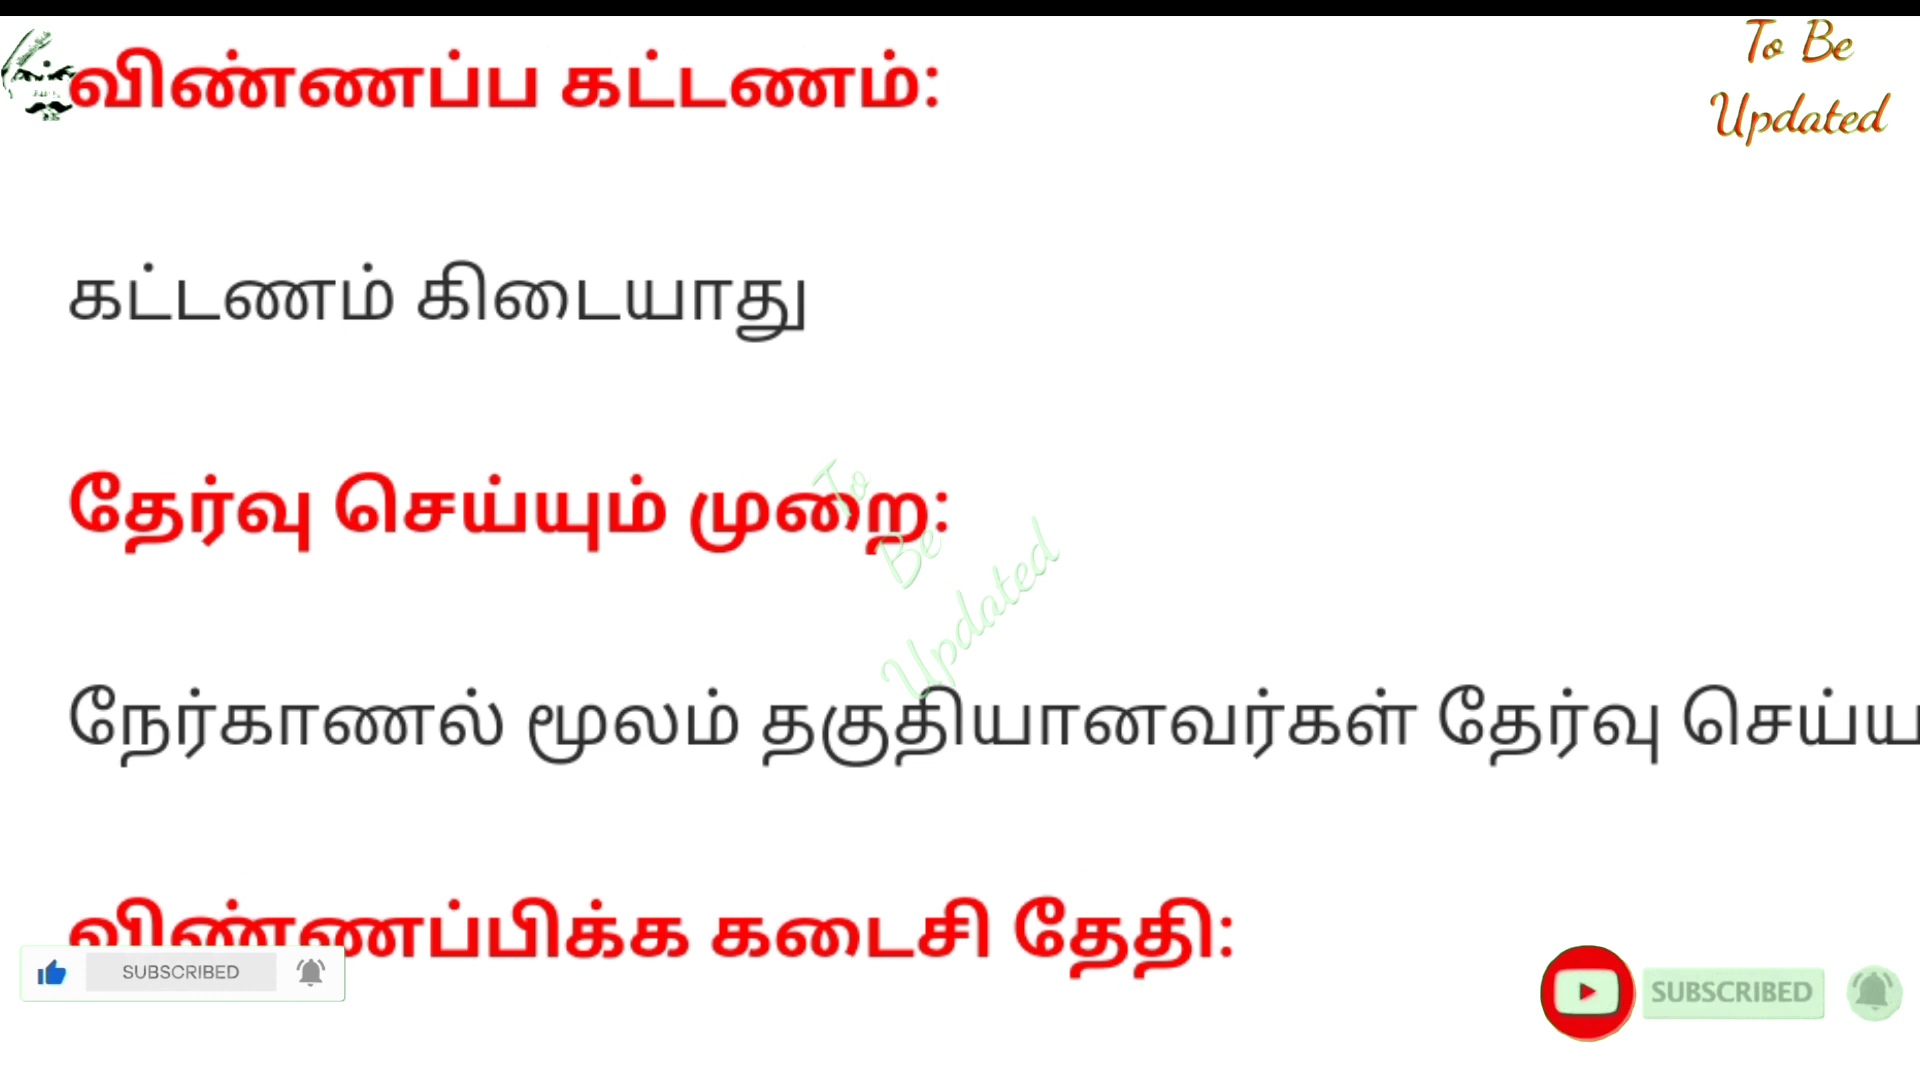 விண்ணப்ப கட்டணம்:
To Be
Updated
கட்டணம் கிடையாது
தேர்வு செய்யும் முறை:
To
Be
Updated
நேர்காணல் மூலம் தகுதியானவர்கள் தேர்வு செய்ய
விண்ணப்பிக்க கடைசி தேதி:
SUBSCRIBED
SUBSCRIBED